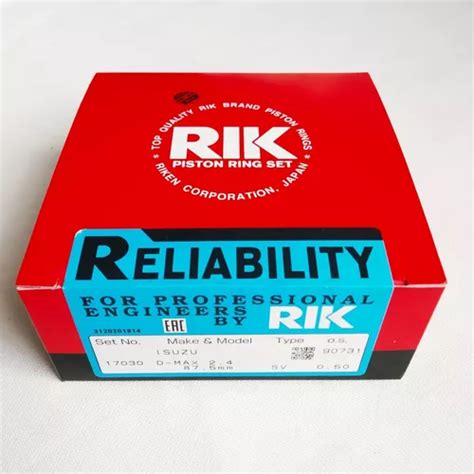 TOP QUALITY RIK BRAND PISTON RINGS
RIK
PISTON RING SET
RIKEN CORPORATION, JAPAN
RELIABILITY
FOR PROFESSIONAL
ENGINEERS
BY RIK
3120201814 EAC
Set No. Make & Model Type O.S.
ISUZU 90731
17030 D-MAX 2.4
87.5mm SV 0.50